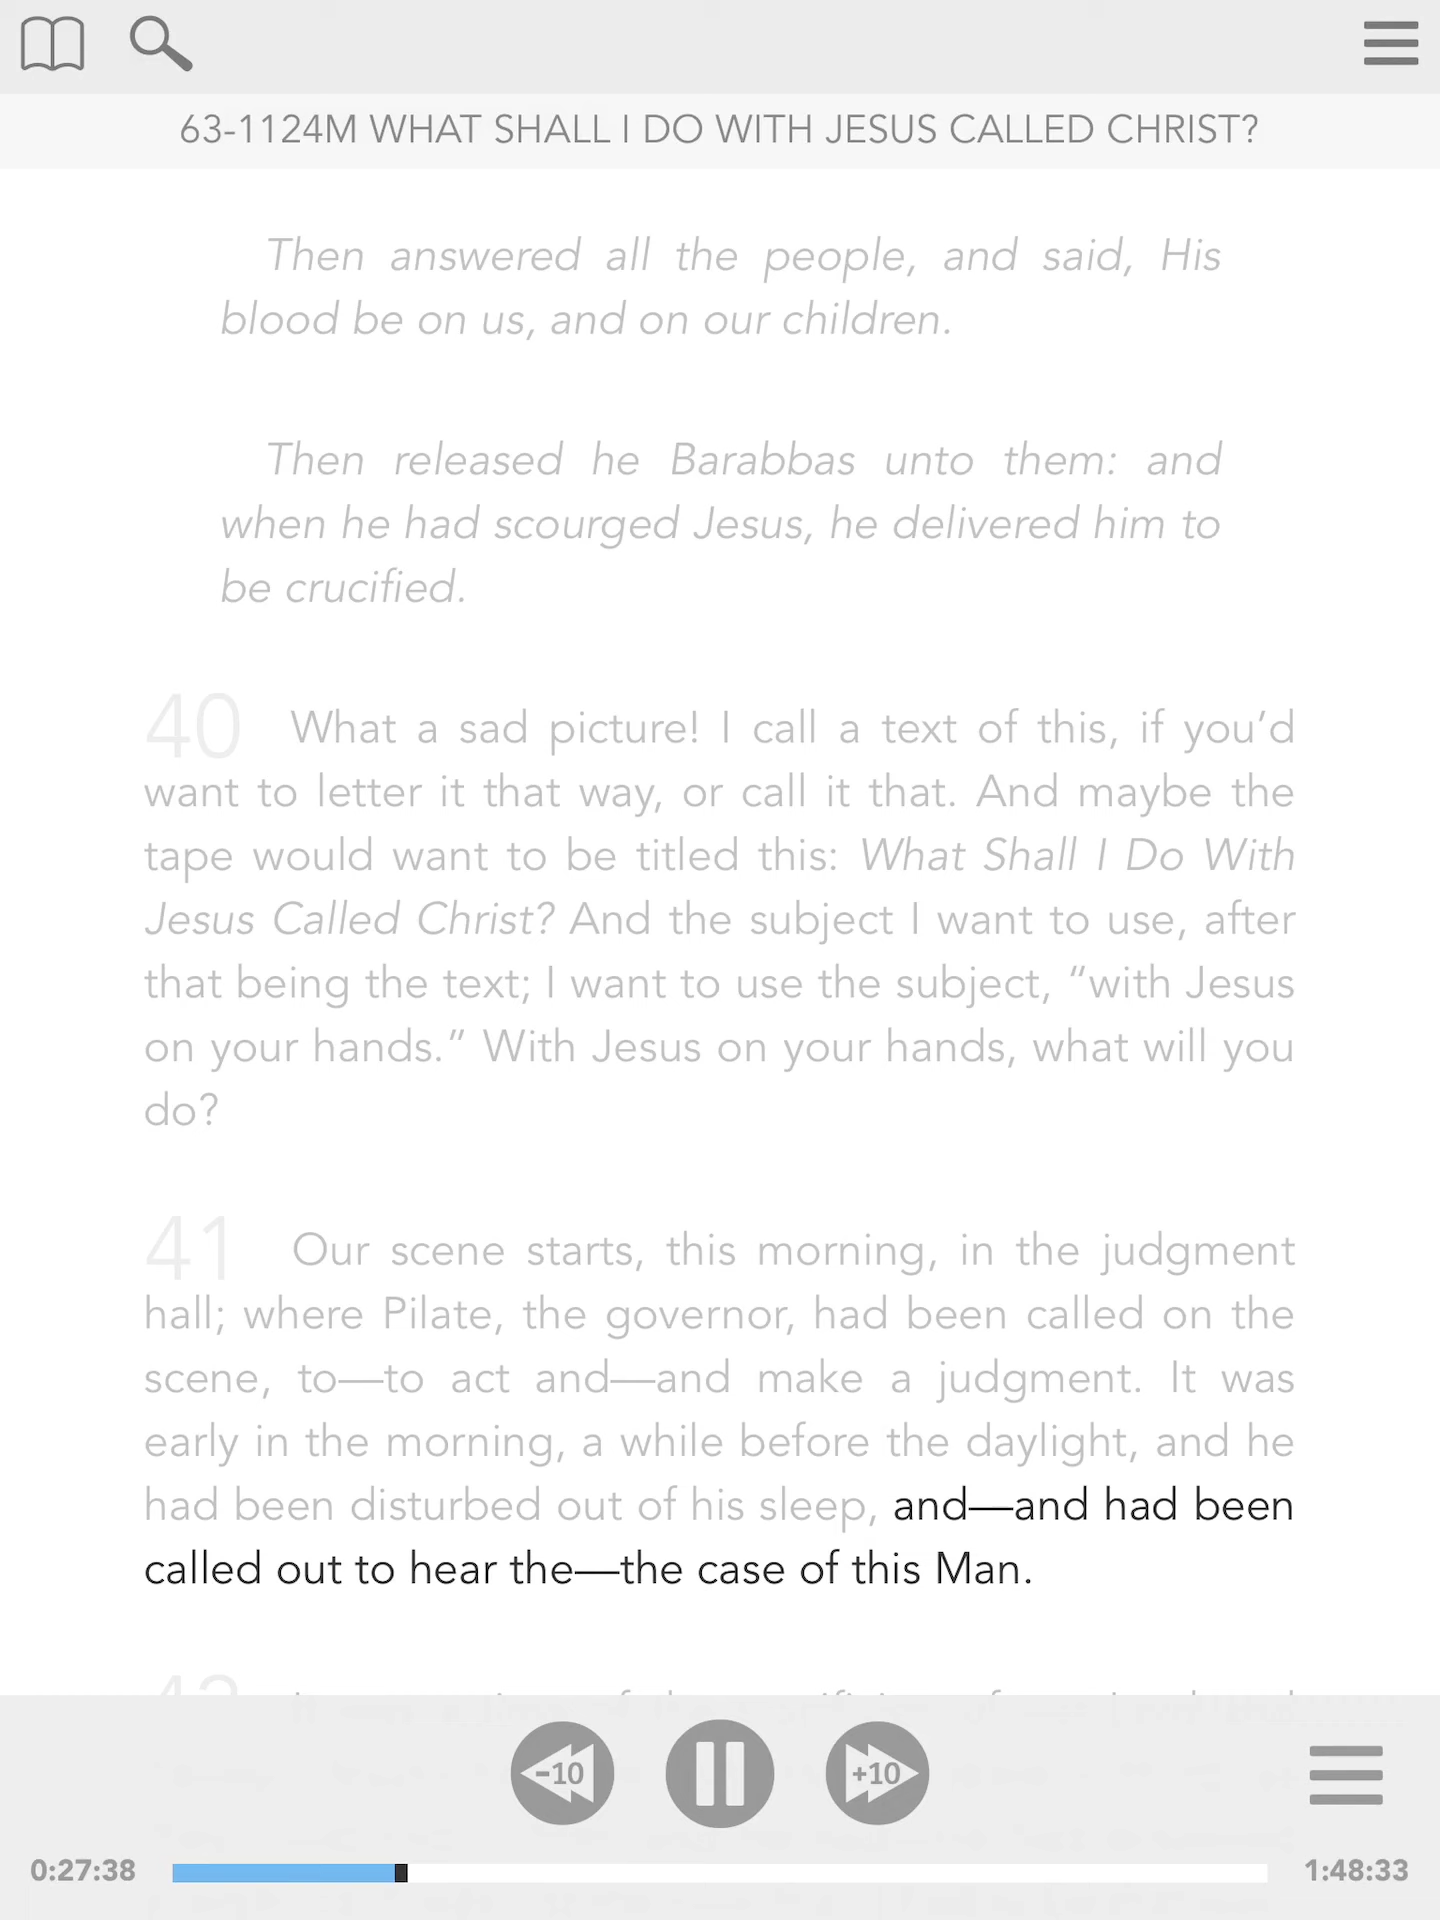 63-1124M WHAT SHALL I DO WITH JESUS CALLED CHRIST?
Then answered all the people, and said, His
blood be on us, and on our children.
Then released he Barabbas unto them: and
when he had scourged Jesus, he delivered him to
be crucified.
40 What a sad picture! I call a text of this, if you’d
want to letter it that way, or call it that. And maybe the
tape would want to be titled this: What Shall I Do With
Jesus Called Christ? And the subject I want to use, after
that being the text; I want to use the subject, “with Jesus
on your hands.” With Jesus on your hands, what will you
do?
41 Our scene starts, this morning, in the judgment
hall; where Pilate, the governor, had been called on the
scene, to—to act and—and make a judgment. It was
early in the morning, a while before the daylight, and he
had been disturbed out of his sleep, and—and had been
called out to hear the—the case of this Man.
42
-10 +10
0:27:38 1:48:33